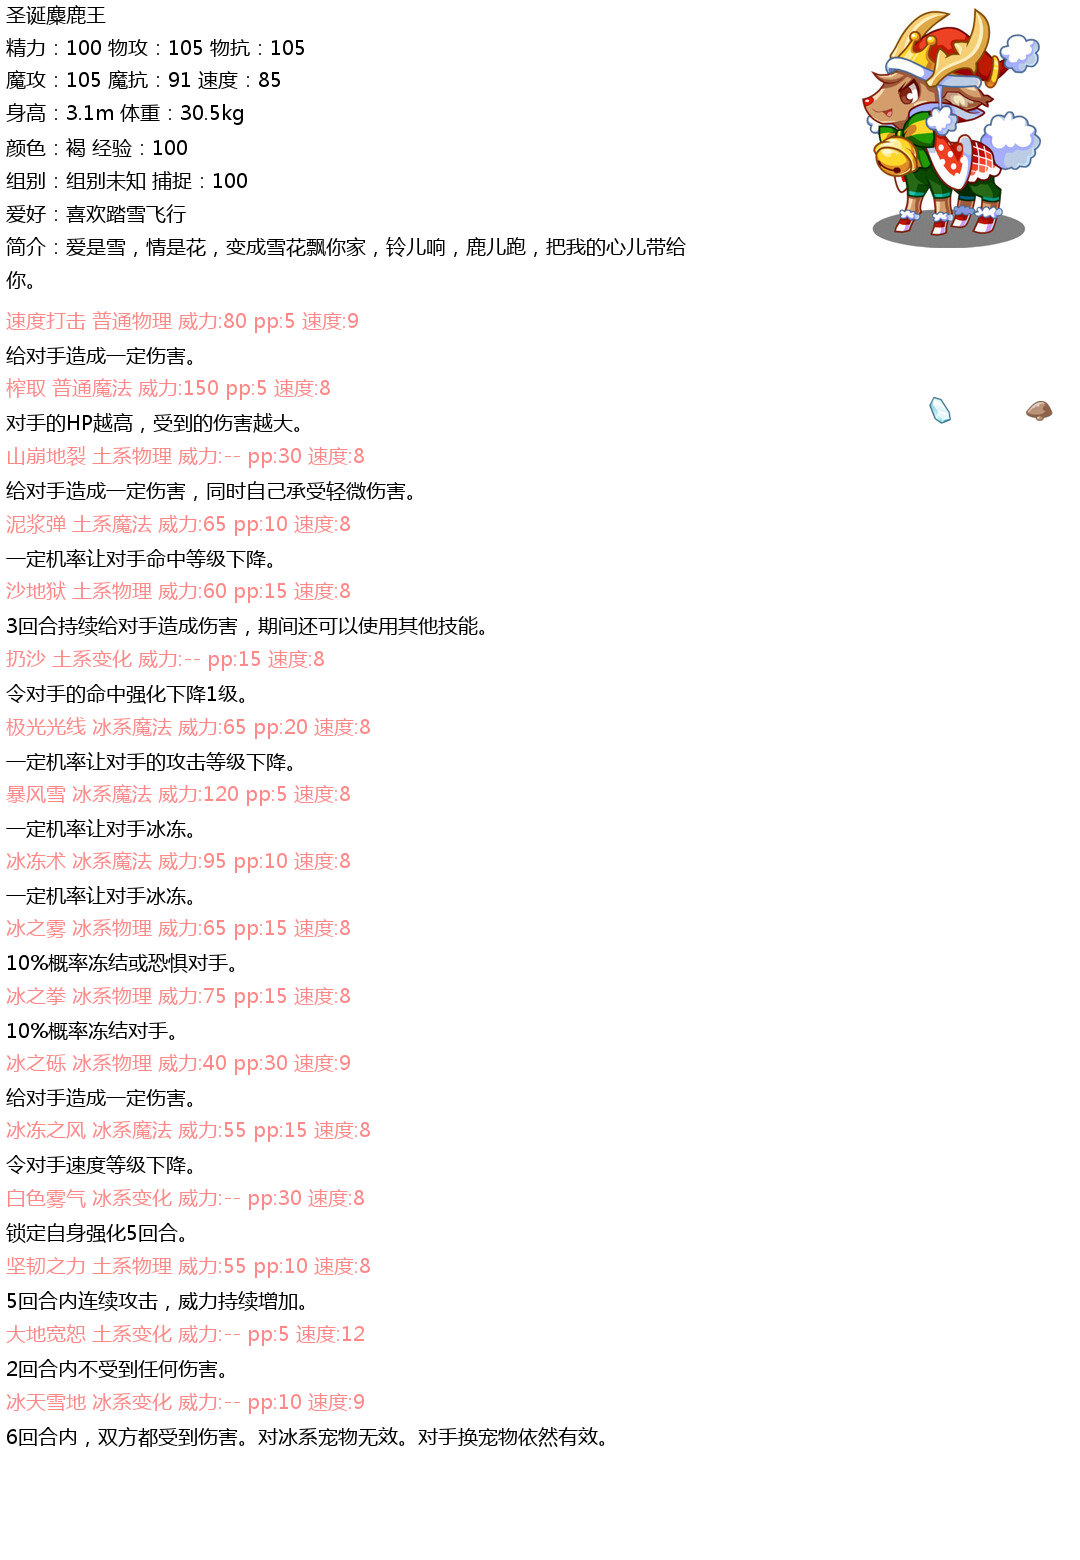 圣诞麋鹿王
精力：100 物攻：105 物抗：105
魔攻：105 魔抗：91 速度：85
身高：3.1m 体重：30.5kg
颜色：褐 经验：100
组别：组别未知 捕捉：100
爱好：喜欢踏雪飞行
简介：爱是雪，情是花，变成雪花飘你家，铃儿响，鹿儿跑，把我的心儿带给
你。
速度打击 普通物理 威力:80 pp:5 速度:9
给对手造成一定伤害。
榨取 普通魔法 威力:150 pp:5 速度:8
对手的HP越高，受到的伤害越大。
山崩地裂 土系物理 威力:-- pp:30 速度:8
给对手造成一定伤害，同时自己承受轻微伤害。
泥浆弹 土系魔法 威力:65 pp:10 速度:8
一定机率让对手命中等级下降。
沙地狱 土系物理 威力:60 pp:15 速度:8
3回合持续给对手造成伤害，期间还可以使用其他技能。
扔沙 土系变化 威力:-- pp:15 速度:8
令对手的命中强化下降1级。
极光光线 冰系魔法 威力:65 pp:20 速度:8
一定机率让对手的攻击等级下降。
暴风雪 冰系魔法 威力:120 pp:5 速度:8
一定机率让对手冰冻。
冰冻术 冰系魔法 威力:95 pp:10 速度:8
一定机率让对手冰冻。
冰之雾 冰系物理 威力:65 pp:15 速度:8
10%概率冻结或恐惧对手。
冰之拳 冰系物理 威力:75 pp:15 速度:8
10%概率冻结对手。
冰之砾 冰系物理 威力:40 pp:30 速度:9
给对手造成一定伤害。
冰冻之风 冰系魔法 威力:55 pp:15 速度:8
令对手速度等级下降。
白色雾气 冰系变化 威力:-- pp:30 速度:8
锁定自身强化5回合。
坚韧之力 土系物理 威力:55 pp:10 速度:8
5回合内连续攻击，威力持续增加。
大地宽恕 土系变化 威力:-- pp:5 速度:12
2回合内不受到任何伤害。
冰天雪地 冰系变化 威力:-- pp:10 速度:9
6回合内，双方都受到伤害。对冰系宠物无效。对手换宠物依然有效。